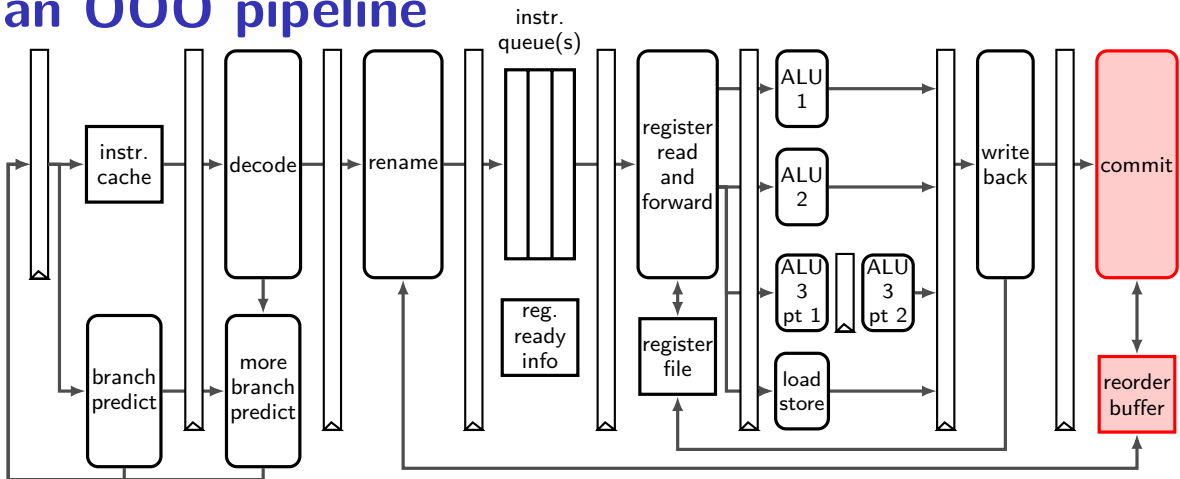 an OOO pipeline
instr.
queue(s)
instr.
cache
decode
rename
register
read
and
forward
ALU
1
ALU
2
ALU
3
pt 1
ALU
3
pt 2
load
store
write
back
commit
branch
predict
more
branch
predict
reg.
ready
info
register
file
reorder
buffer